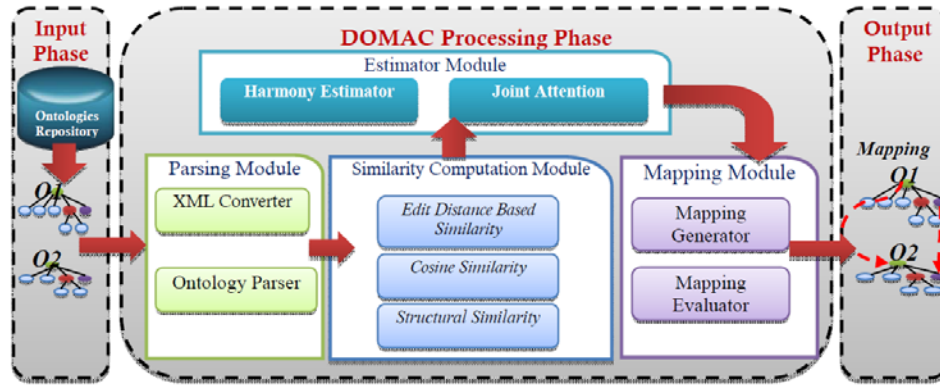 Input
Phase
Ontologies
Repository
O1
O2
DOMAC Processing Phase
Estimator Module
Harmony Estimator
Joint Attention
Parsing Module
XML Converter
Ontology Parser
Similarity Computation Module
Edit Distance Based
Similarity
Cosine Similarity
Structural Similarity
Mapping Module
Mapping
Generator
Mapping
Evaluator
Output
Phase
Mapping
O1
O2